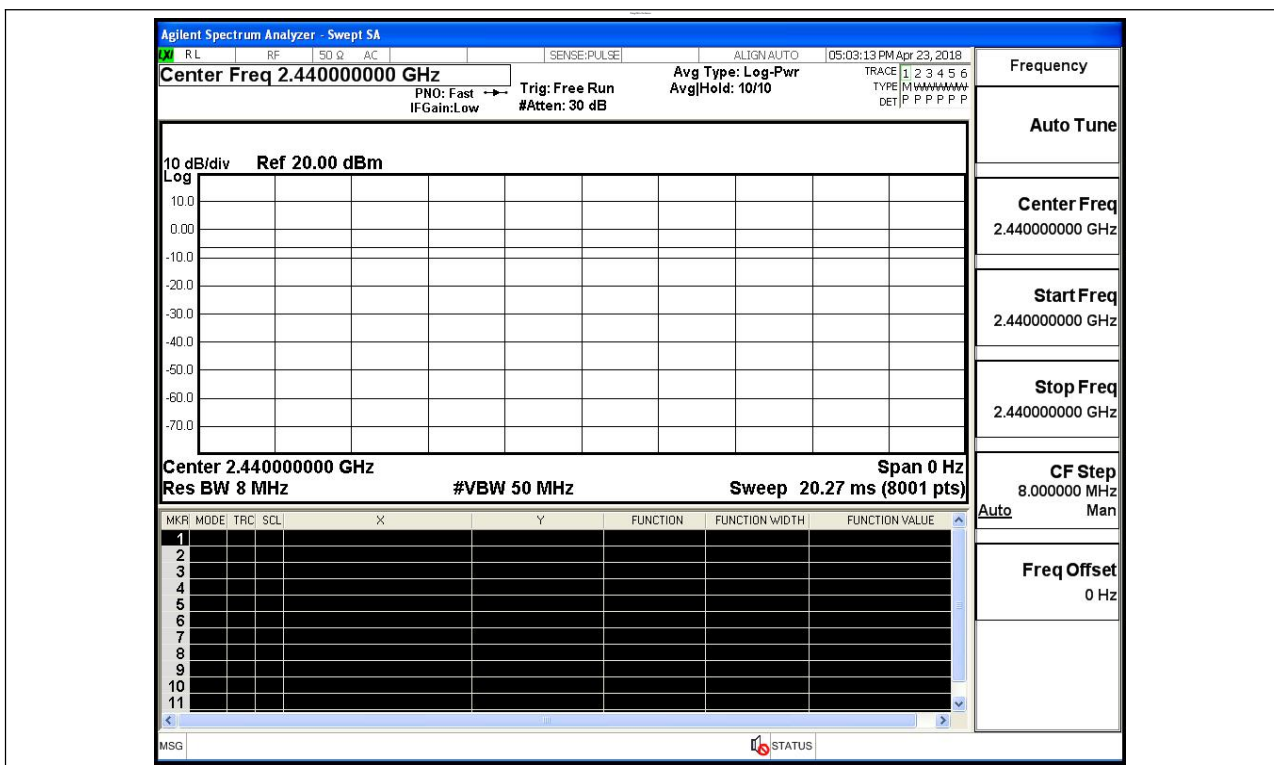 Agilent Spectrum Analyzer - Swept SA
LXI RL RF 50 Ω AC SENSE:PULSE ALIGN AUTO 05:03:13 PM Apr 23, 2018
Center Freq 2.440000000 GHz
PNO: Fast
IFGain:Low
Trig: Free Run
#Atten: 30 dB
Avg Type: Log-Pwr
Avg|Hold: 10/10
TRACE 1 2 3 4 5 6
TYPE M WWWWW
DET P P P P P P
10 dB/div Ref 20.00 dBm
Log
10.0
0.00
-10.0
-20.0
-30.0
-40.0
-50.0
-60.0
-70.0
Center 2.440000000 GHz Span 0 Hz
Res BW 8 MHz #VBW 50 MHz Sweep 20.27 ms (8001 pts)
MKR MODE TRC SCL X Y FUNCTION FUNCTION WIDTH FUNCTION VALUE
1
2
3
4
5
6
7
8
9
10
11
MSG STATUS
Frequency
Auto Tune
Center Freq
2.440000000 GHz
Start Freq
2.440000000 GHz
Stop Freq
2.440000000 GHz
CF Step
8.000000 MHz
Auto Man
Freq Offset
0 Hz